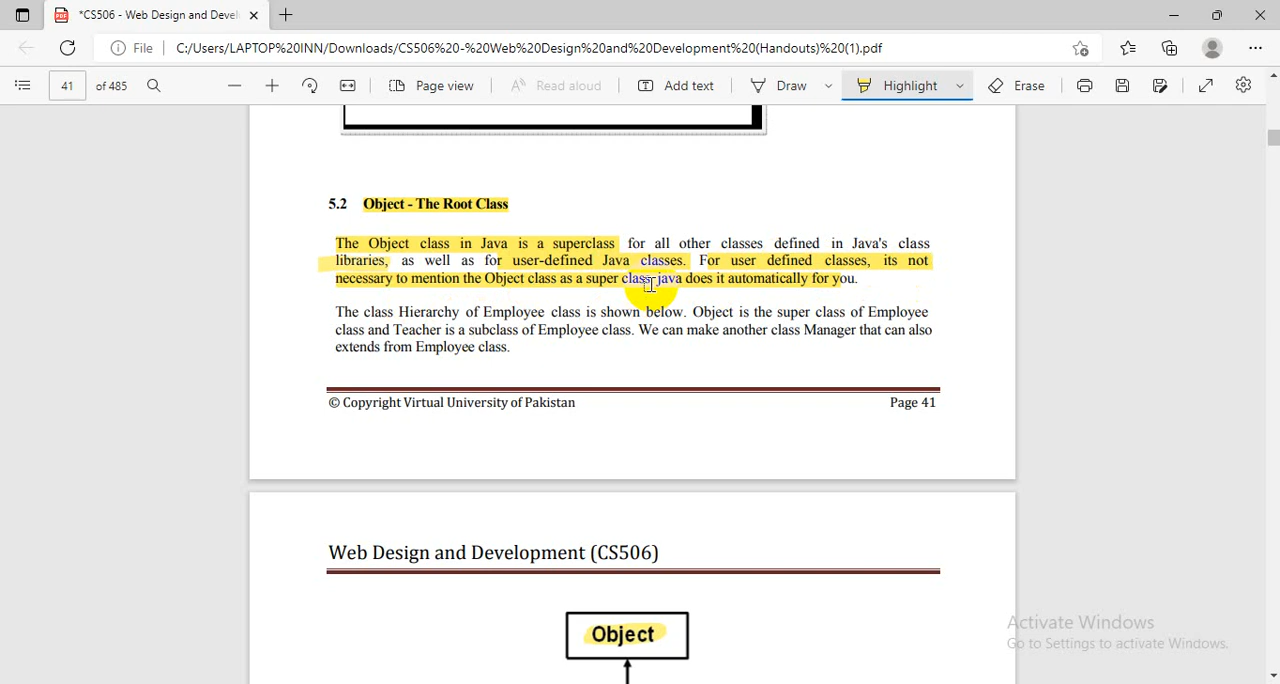 *CS506 - Web Design and Devel
File
C:/Users/LAPTOP%20INN/Downloads/CS506%20-%20Web%20Design%20and%20Development%20(Handouts)%20(1).pdf
41 of 485
Page view
Read aloud
Add text
Draw
Highlight
Erase
5.2 Object - The Root Class
The Object class in Java is a superclass for all other classes defined in Java's class
libraries, as well as for user-defined Java classes. For user defined classes, its not
necessary to mention the Object class as a super class, java does it automatically for you.
The class Hierarchy of Employee class is shown below. Object is the super class of Employee
class and Teacher is a subclass of Employee class. We can make another class Manager that can also
extends from Employee class.
© Copyright Virtual University of Pakistan Page 41
Web Design and Development (CS506)
Object
Activate Windows
Go to Settings to activate Windows.